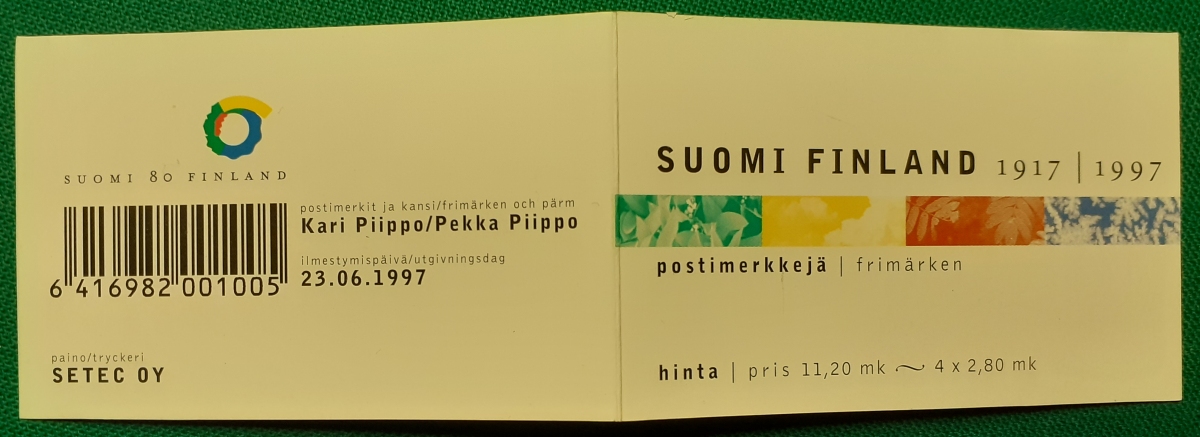 SUOMI 80 FINLAND
postimerkit ja kansi/frimärken och pärm
Kari Piippo/Pekka Piippo
ilmestymispäivä/utgivningsdag
23.06.1997
6 416982 001005
paino/tryckeri
SETEC OY
SUOMI FINLAND 1917 | 1997
postimerkkejä | frimärken
hinta | pris 11,20 mk ~ 4 x 2,80 mk